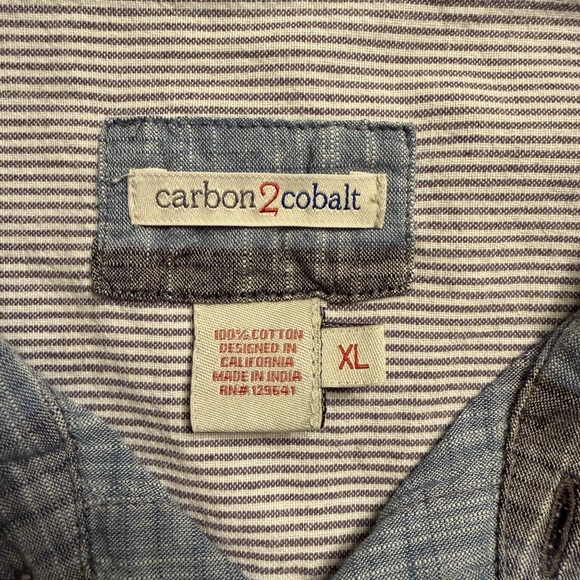 carbon2cobalt
100% COTTON
DESIGNED IN
CALIFORNIA
MADE IN INDIA
RN#:129641
XL